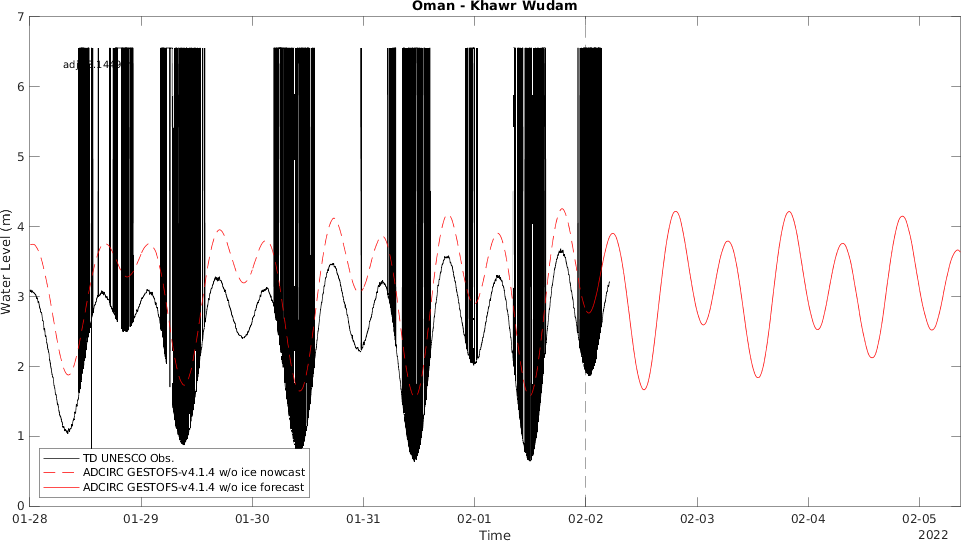 Oman - Khawr Wudam
7
6
5
4
3
2
1
0
Water Level (m)
TD UNESCO Obs.
ADCIRC GESTOFS-v4.1.4 w/o ice nowcast
ADCIRC GESTOFS-v4.1.4 w/o ice forecast
01-28 01-29 01-30 01-31 02-01 02-02 02-03 02-04 02-05
Time
2022